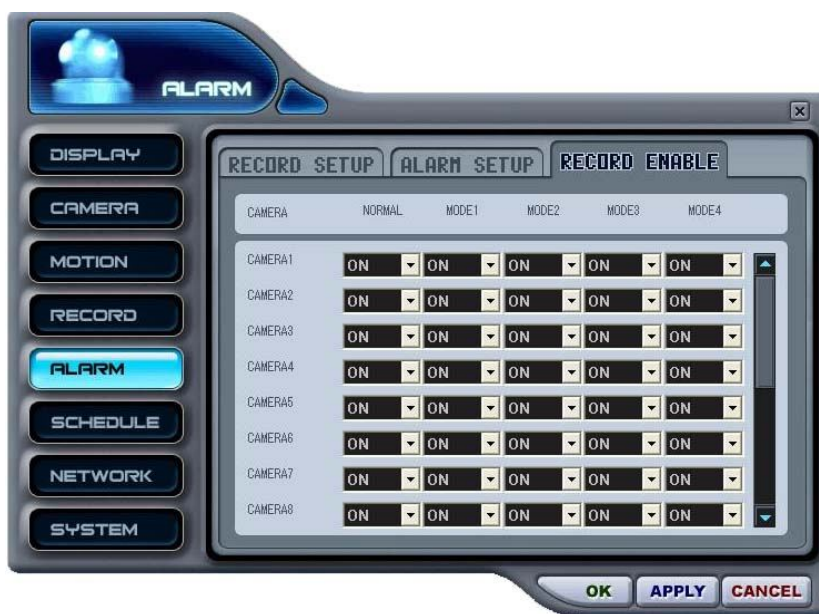 ALARM
DISPLAY
CAMERA
MOTION
RECORD
ALARM
SCHEDULE
NETWORK
SYSTEM
RECORD SETUP ALARM SETUP RECORD ENABLE
CAMERA NORMAL MODE1 MODE2 MODE3 MODE4
CAMERA1 ON ON ON ON ON
CAMERA2 ON ON ON ON ON
CAMERA3 ON ON ON ON ON
CAMERA4 ON ON ON ON ON
CAMERA5 ON ON ON ON ON
CAMERA6 ON ON ON ON ON
CAMERA7 ON ON ON ON ON
CAMERA8 ON ON ON ON ON
OK APPLY CANCEL